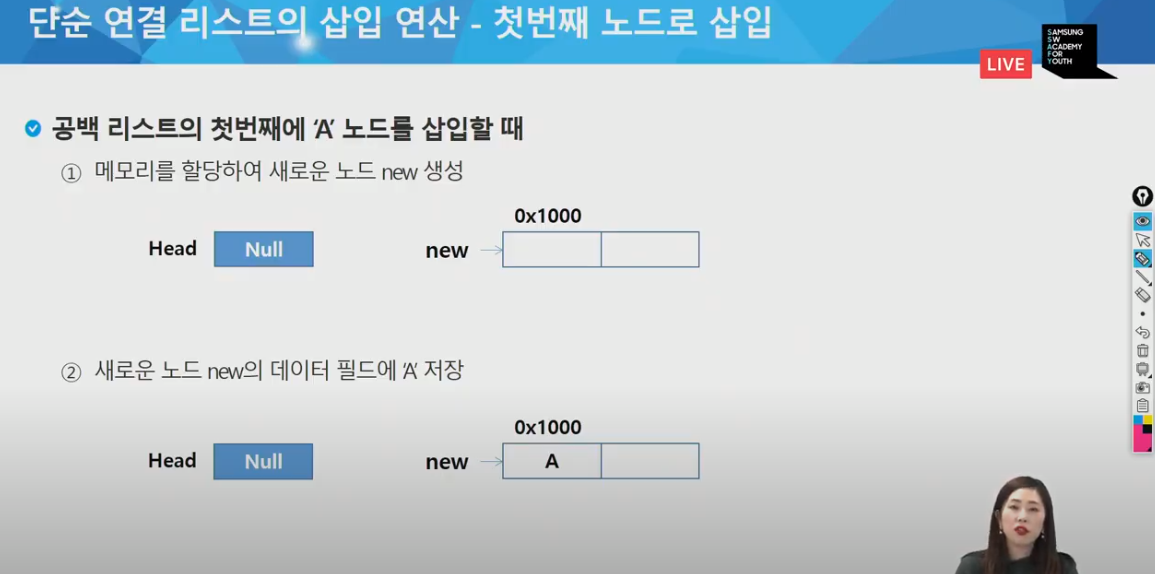 단순 연결 리스트의 삽입 연산 - 첫번째 노드로 삽입
LIVE
SAMSUNG
SW
ACADEMY
FOR
YOUTH
공백 리스트의 첫번째에 ‘A’ 노드를 삽입할 때
① 메모리를 할당하여 새로운 노드 new 생성
0x1000
Head Null new
② 새로운 노드 new의 데이터 필드에 ‘A’ 저장
0x1000
Head Null new A